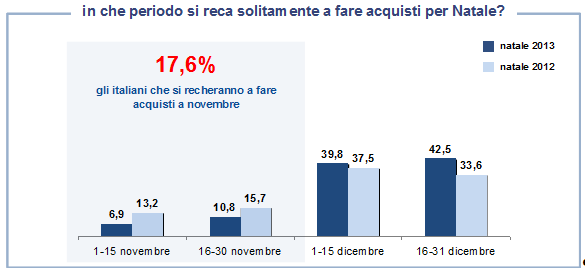 in che periodo si reca solitamente a fare acquisti per Natale?
17,6%
gli italiani che si recheranno a fare
acquisti a novembre
natale 2013
natale 2012
6,9 13,2 10,8 15,7 39,8 37,5 42,5 33,6
1-15 novembre 16-30 novembre 1-15 dicembre 16-31 dicembre